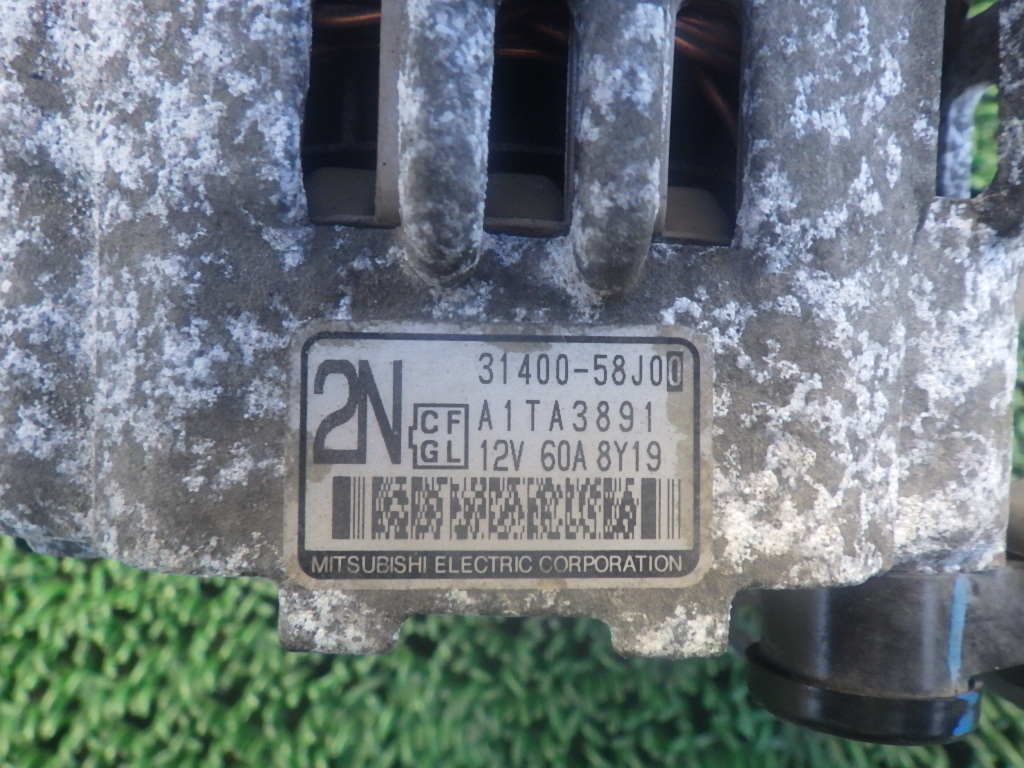 2N 31400-58J00
CF A1TA3891
GL 12V 60A 8Y19
MITSUBISHI ELECTRIC CORPORATION